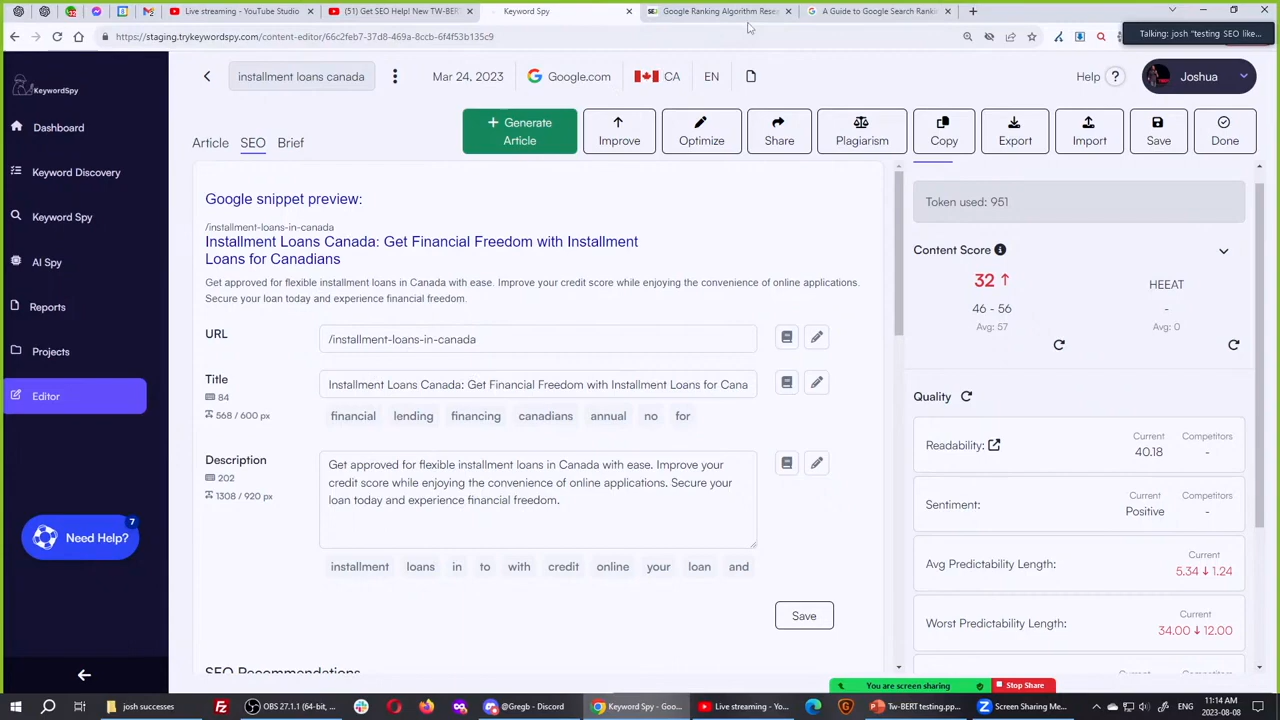 Live streaming - YouTube Studio
(51) Get SEO Help! New TW-BERT
Keyword Spy
Google Ranking Algorithm Rese
A Guide to Google Search Rankin
https://staging.trykeywordspy.com/content-editor/66c2feb7-37d8-469a-8ctb-6f4f53b135c9
Talking: josh "testing SEO like...
KeywordSpy
installment loans canada
Mar 24, 2023
Google.com
CA
EN
Help
Joshua
Dashboard
Keyword Discovery
Keyword Spy
AI Spy
Reports
Projects
Editor
7
Need Help?
Article
SEO
Brief
+ Generate
Article
Improve
Optimize
Share
Plagiarism
Copy
Export
Import
Save
Done
Google snippet preview:
/installment-loans-in-canada
Installment Loans Canada: Get Financial Freedom with Installment
Loans for Canadians
Get approved for flexible installment loans in Canada with ease. Improve your credit score while enjoying the convenience of online applications.
Secure your loan today and experience financial freedom.
URL
/installment-loans-in-canada
Title
84
568 / 600 px
Installment Loans Canada: Get Financial Freedom with Installment Loans for Cana
financial lending financing canadians annual no for
Description
202
1308 / 920 px
Get approved for flexible installment loans in Canada with ease. Improve your
credit score while enjoying the convenience of online applications. Secure your
loan today and experience financial freedom.
installment loans in to with credit online your loan and
Save
SEO Recommendations
Token used: 951
Content Score
32 ↑
46 - 56
Avg: 57
HEEAT
-
Avg: 0
Quality
Readability:
Current
40.18
Competitors
-
Sentiment:
Current
Positive
Competitors
-
Avg Predictability Length:
Current
5.34 ↓ 1.24
Worst Predictability Length:
Current
34.00 ↓ 12.00
You are screen sharing
Stop Share
josh successes
OBS 27.1.1 (64-bit, ...
#cregb - Discord
Keyword Spy - Goo...
Live streaming - Yo...
Tw-BERT testing.pp...
Screen Sharing Me...
11:14 AM
2023-08-08